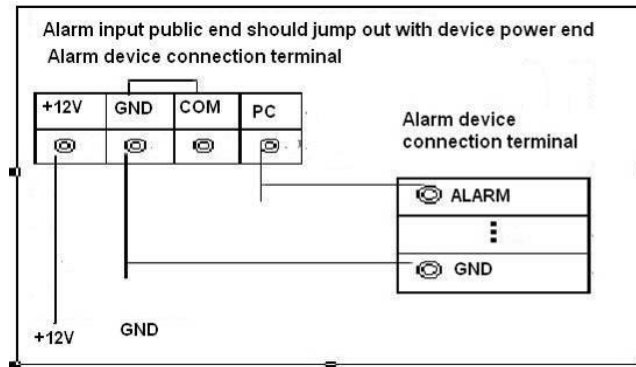 Alarm input public end should jump out with device power end
Alarm device connection terminal
+12V GND COM PC
Alarm device
connection terminal
ALARM
GND
+12V GND